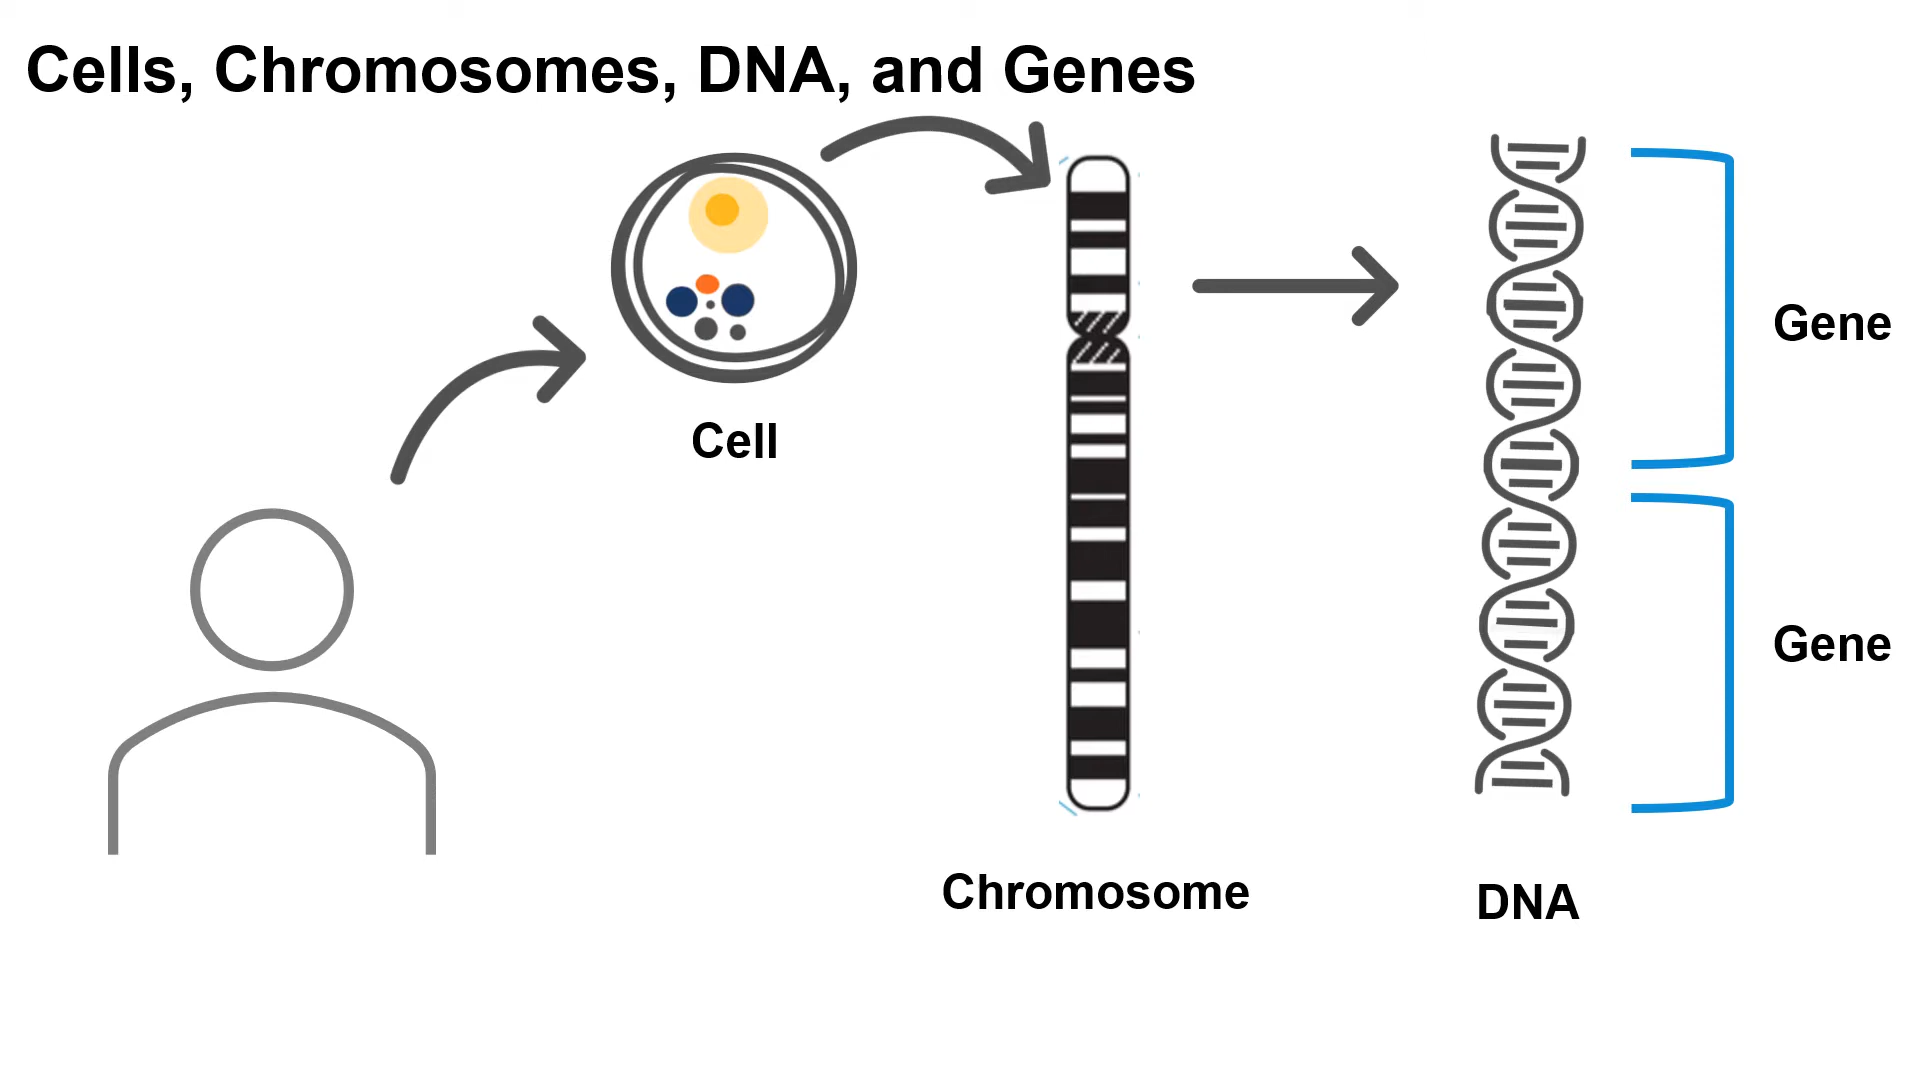 Cells, Chromosomes, DNA, and Genes
Cell
Chromosome
DNA
Gene
Gene